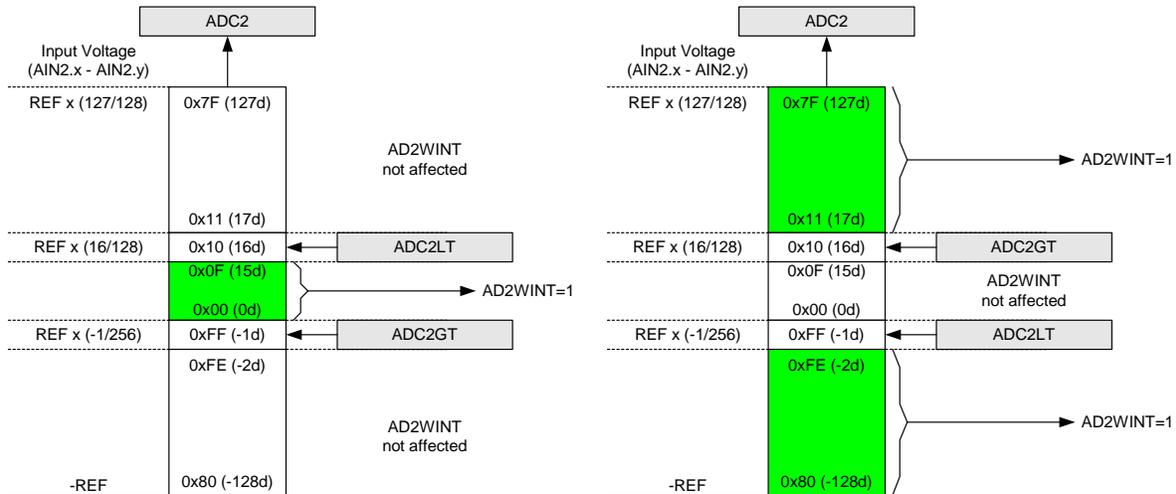 ADC2
Input Voltage
(AIN2.x - AIN2.y)
REF x (127/128)
0x7F (127d)
AD2WINT
not affected
0x11 (17d)
REF x (16/128)
0x10 (16d)
ADC2LT
0x0F (15d)
AD2WINT=1
0x00 (0d)
REF x (-1/256)
0xFF (-1d)
ADC2GT
0xFE (-2d)
AD2WINT
not affected
-REF
0x80 (-128d)
ADC2
Input Voltage
(AIN2.x - AIN2.y)
REF x (127/128)
0x7F (127d)
AD2WINT=1
0x11 (17d)
REF x (16/128)
0x10 (16d)
ADC2GT
0x0F (15d)
AD2WINT
not affected
0x00 (0d)
REF x (-1/256)
0xFF (-1d)
ADC2LT
0xFE (-2d)
AD2WINT=1
-REF
0x80 (-128d)